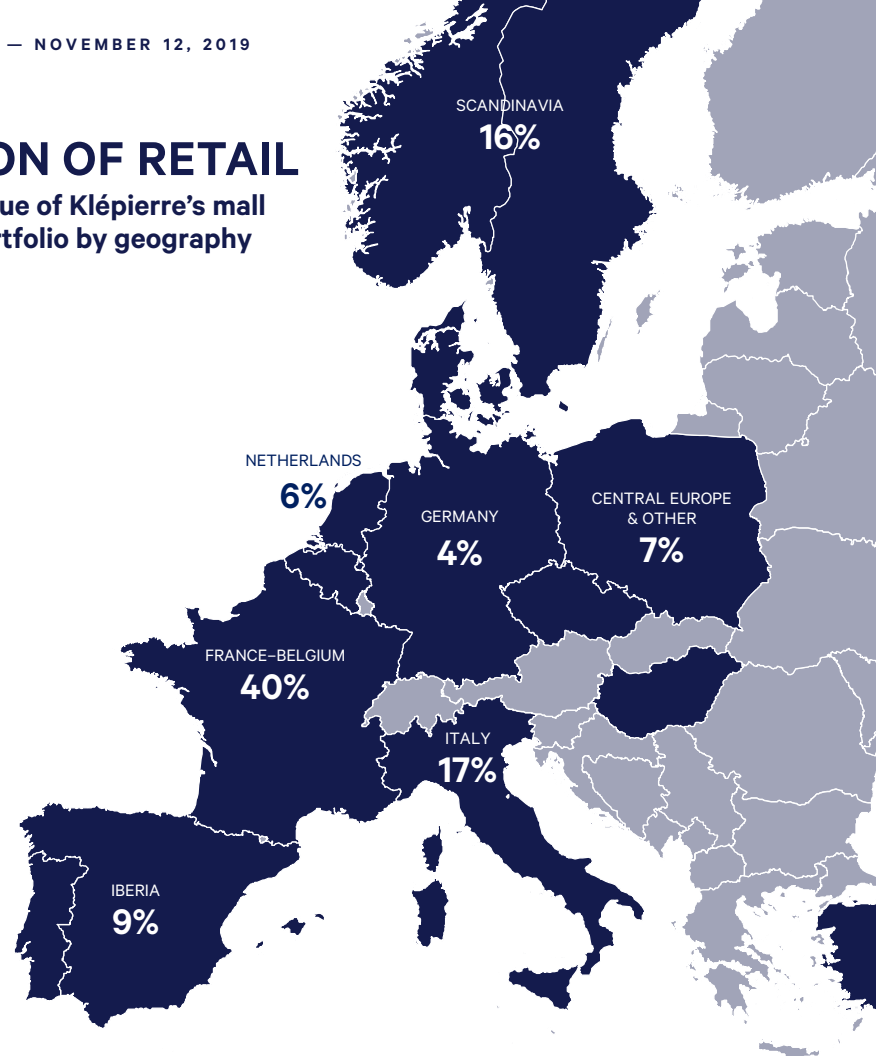 — NOVEMBER 12, 2019
ON OF RETAIL
ue of Klépierre’s mall
tfolio by geography
SCANDINAVIA
16%
NETHERLANDS
6%
GERMANY
4%
CENTRAL EUROPE
& OTHER
7%
FRANCE–BELGIUM
40%
ITALY
17%
IBERIA
9%